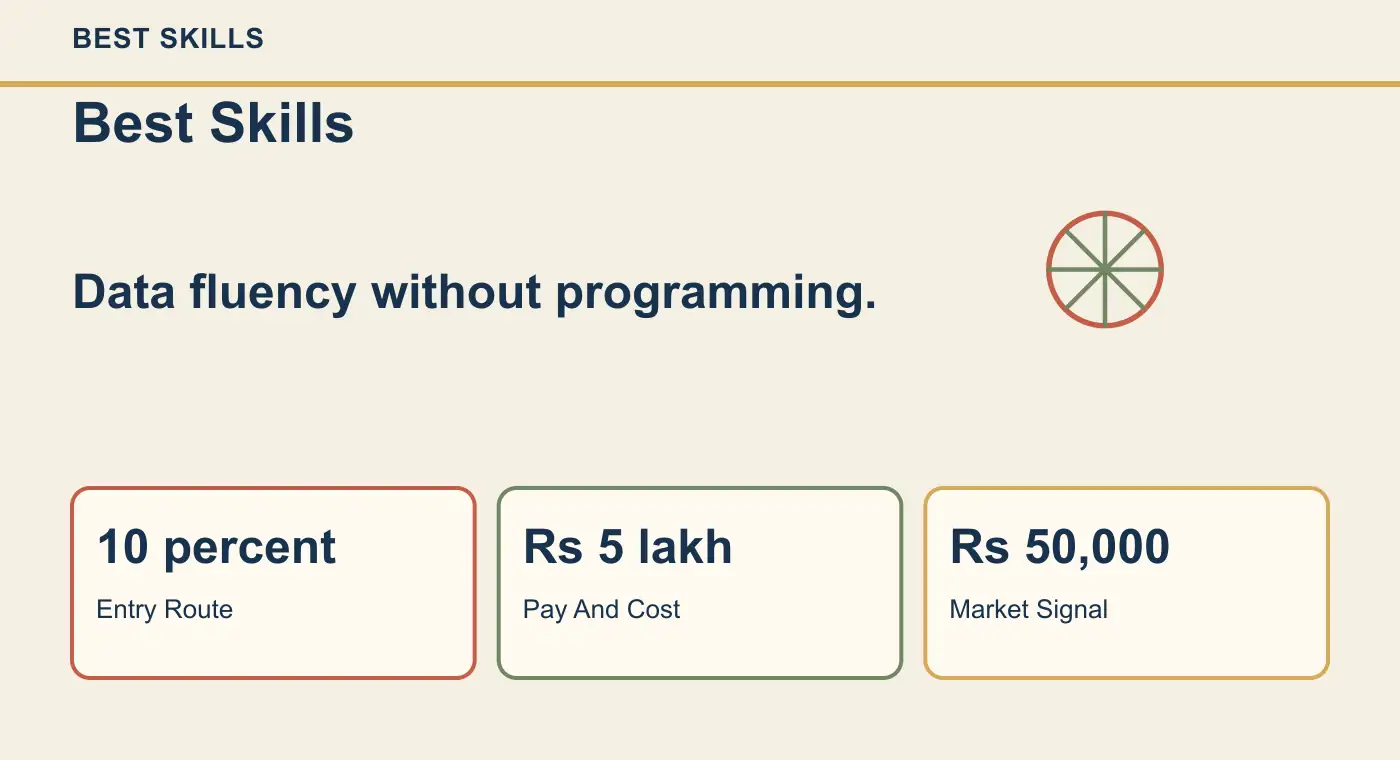 BEST SKILLS
Best Skills
Data fluency without programming.
10 percent
Entry Route
Rs 5 lakh
Pay And Cost
Rs 50,000
Market Signal